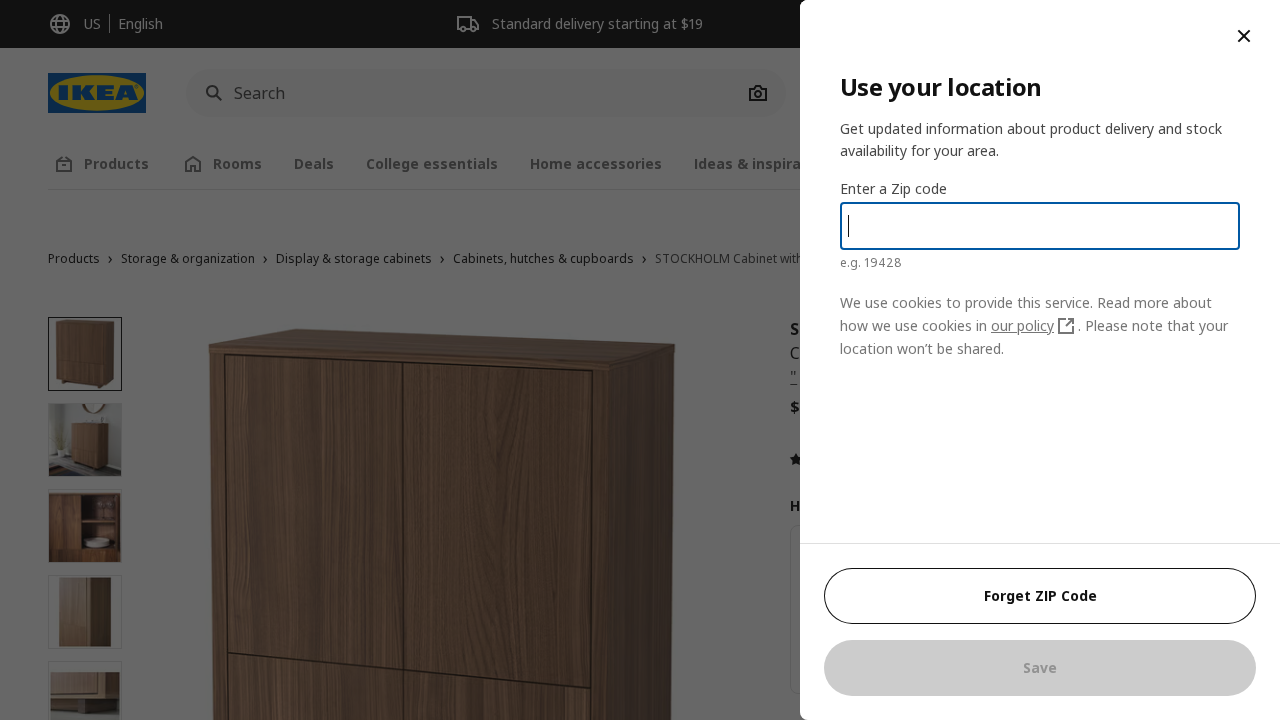 US | English
Standard delivery starting at $19
IKEA
Search
Products
Rooms
Deals
College essentials
Home accessories
Ideas & inspira
Products › Storage & organization › Display & storage cabinets › Cabinets, hutches & cupboards › STOCKHOLM Cabinet with
S
C
"
$
H
Use your location
Get updated information about product delivery and stock
availability for your area.
Enter a Zip code
e.g. 19428
We use cookies to provide this service. Read more about
how we use cookies in our policy . Please note that your
location won’t be shared.
Forget ZIP Code
Save